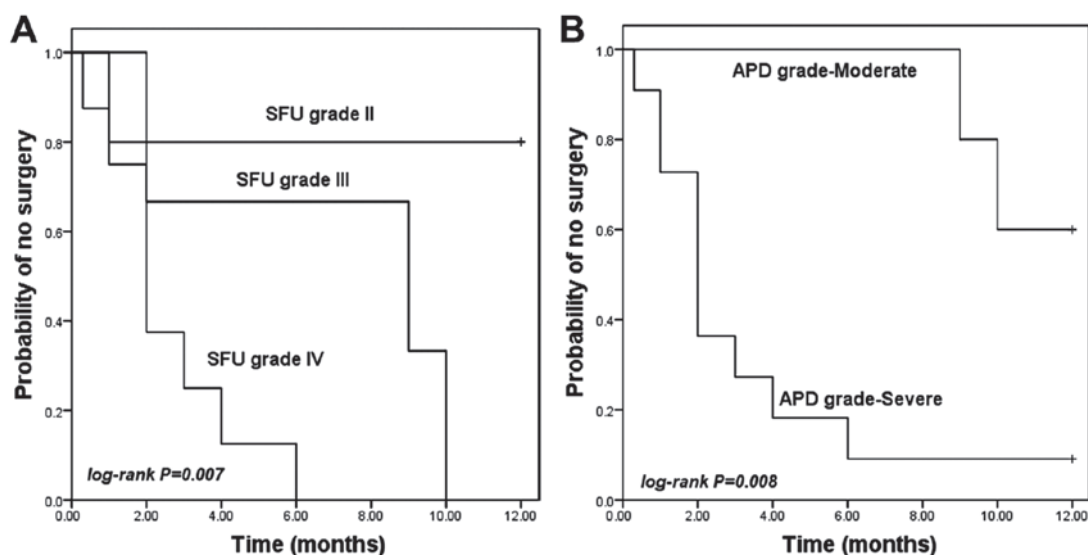 A
Probability of no surgery
1.0
0.8
0.6
0.4
0.2
0.0
SFU grade II
SFU grade III
SFU grade IV
log-rank P=0.007
0.00 2.00 4.00 6.00 8.00 10.00 12.00
Time (months)
B
Probability of no surgery
1.0
0.8
0.6
0.4
0.2
0.0
APD grade-Moderate
APD grade-Severe
log-rank P=0.008
0.00 2.00 4.00 6.00 8.00 10.00 12.00
Time (months)